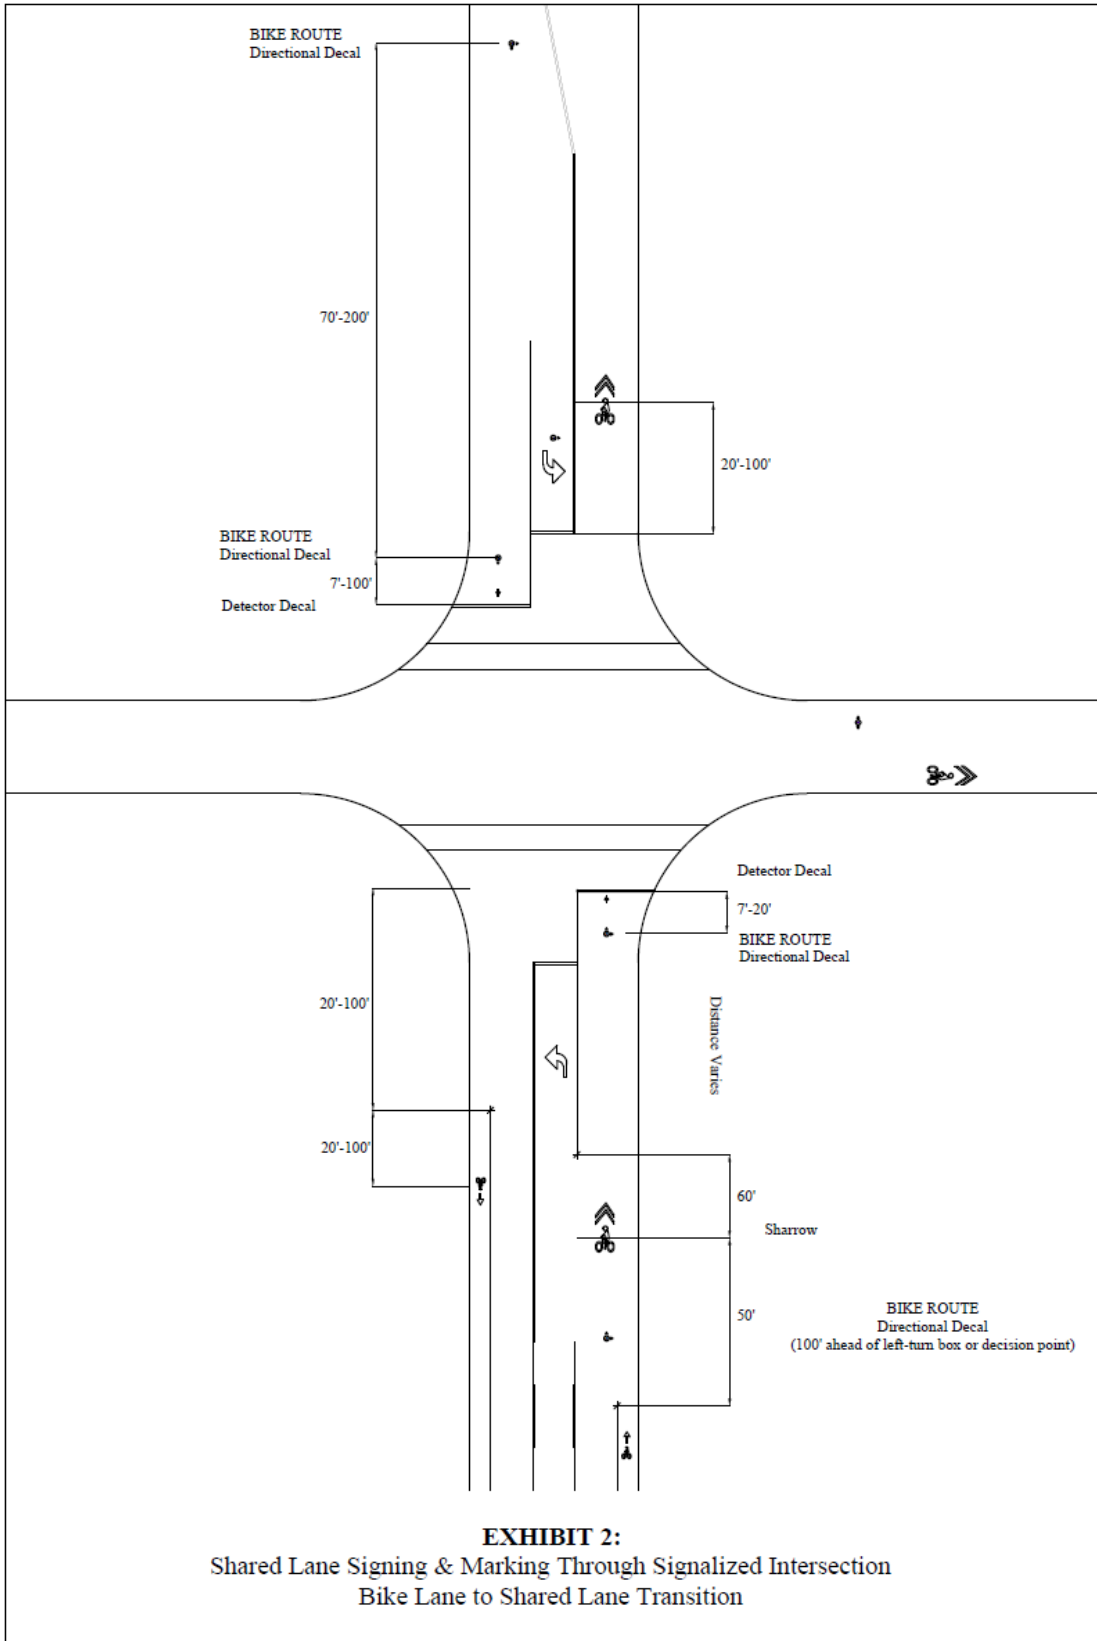 BIKE ROUTE
Directional Decal
70'-200'
20'-100'
BIKE ROUTE
Directional Decal
7'-100'
Detector Decal
Detector Decal
7'-20'
BIKE ROUTE
Directional Decal
20'-100'
Distance Varies
20'-100'
60'
Sharrow
50'
BIKE ROUTE
Directional Decal
(100' ahead of left-turn box or decision point)
EXHIBIT 2:
Shared Lane Signing & Marking Through Signalized Intersection
Bike Lane to Shared Lane Transition